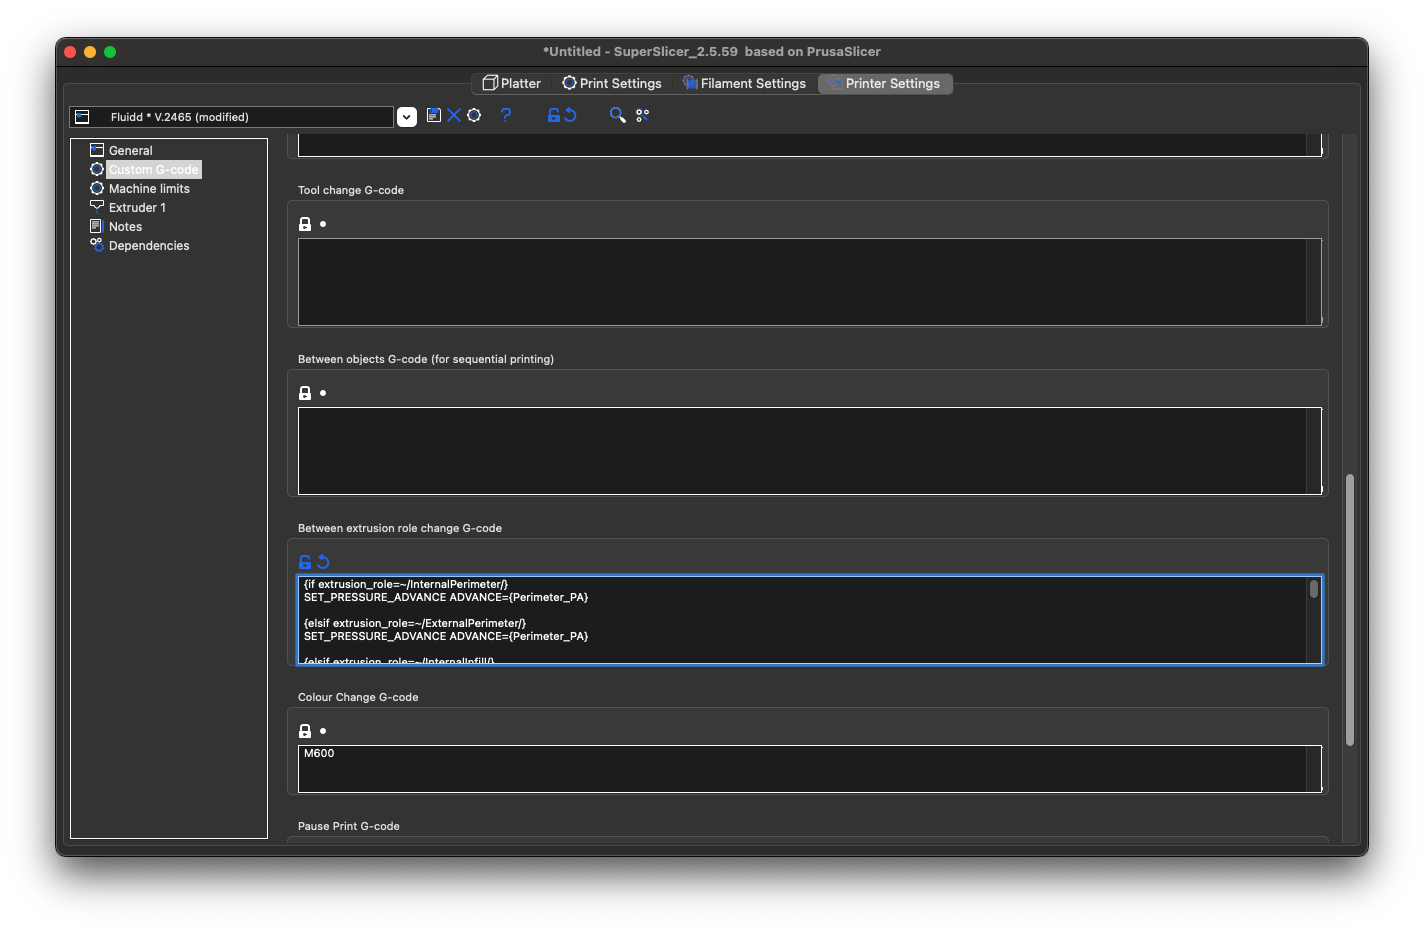 *Untitled - SuperSlicer_2.5.59  based on PrusaSlicer
Platter Print Settings Filament Settings Printer Settings
Fluidd * V.2465 (modified)
?
General
Custom G-code
Machine limits
Extruder 1
Notes
Dependencies
Tool change G-code
Between objects G-code (for sequential printing)
Between extrusion role change G-code
{if extrusion_role=~/InternalPerimeter/}
SET_PRESSURE_ADVANCE ADVANCE={Perimeter_PA}
{elsif extrusion_role=~/ExternalPerimeter/}
SET_PRESSURE_ADVANCE ADVANCE={Perimeter_PA}
{elsif extrusion_role=~/InternalInfill/}
Colour Change G-code
M600
Pause Print G-code